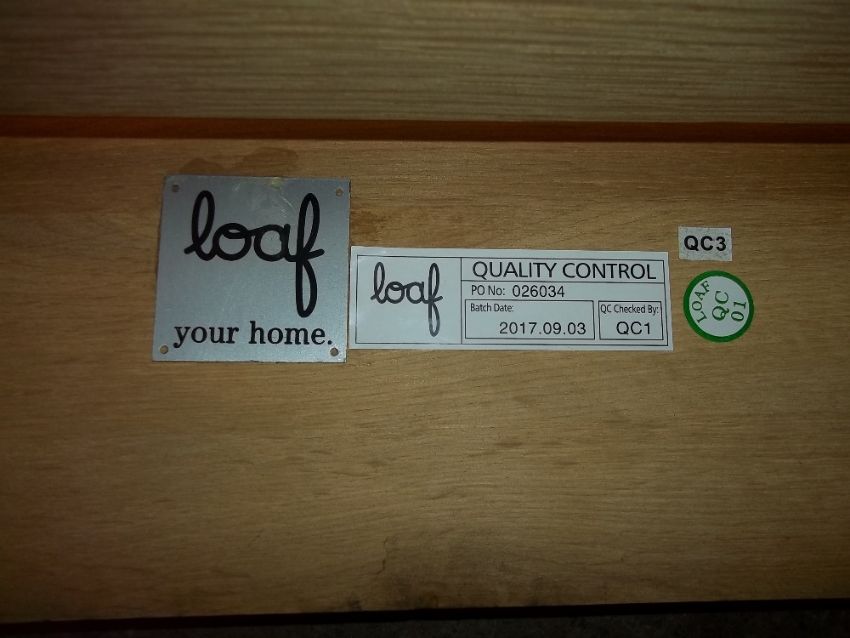 loaf
your home.
loaf
QUALITY CONTROL
PO No: 026034
Batch Date:
2017.09.03
QC Checked By:
QC1
QC3
LOAF
QC
01